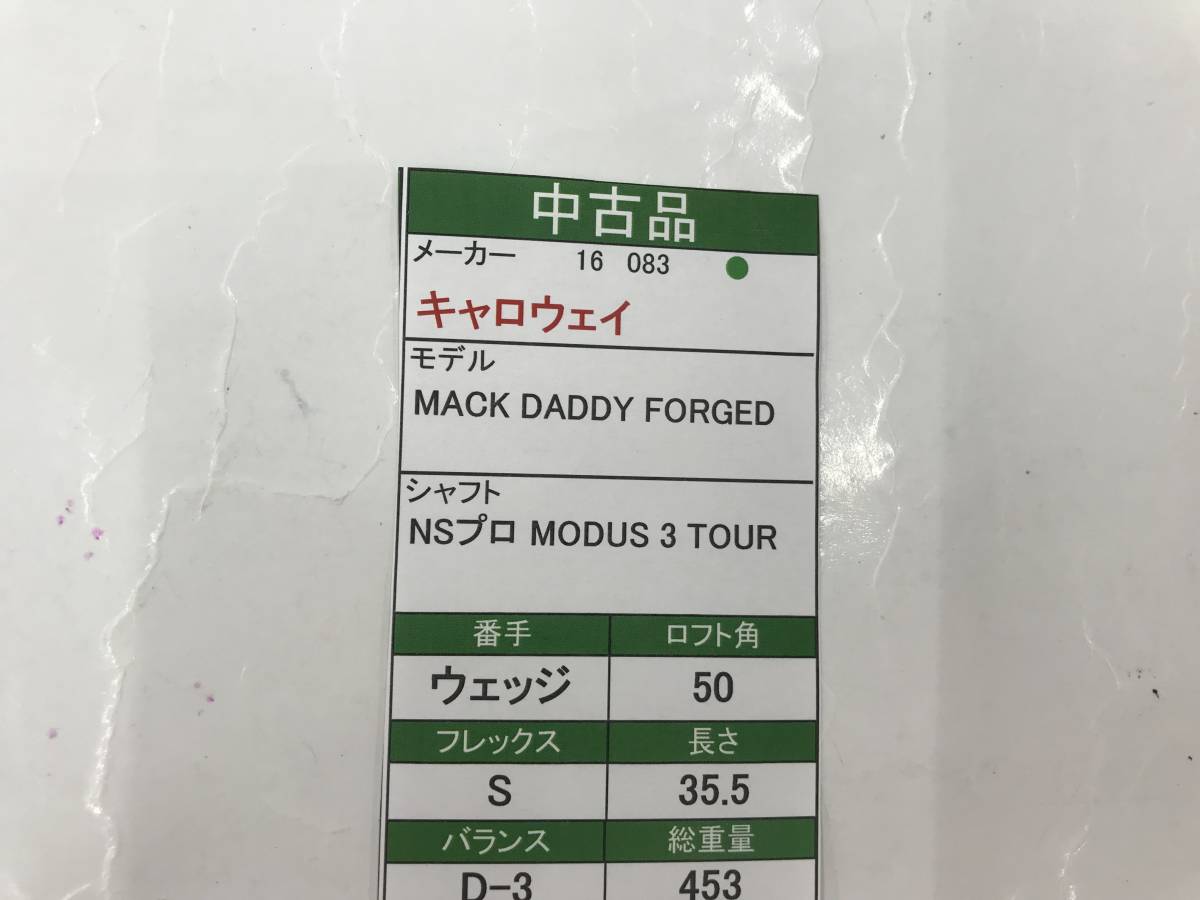 中古品
メーカー 16 083 ●
キャロウェイ
モデル
MACK DADDY FORGED
シャフト
NSプロ MODUS 3 TOUR
番手 ロフト角
ウェッジ 50
フレックス 長さ
S 35.5
バランス 総重量
D-3 453